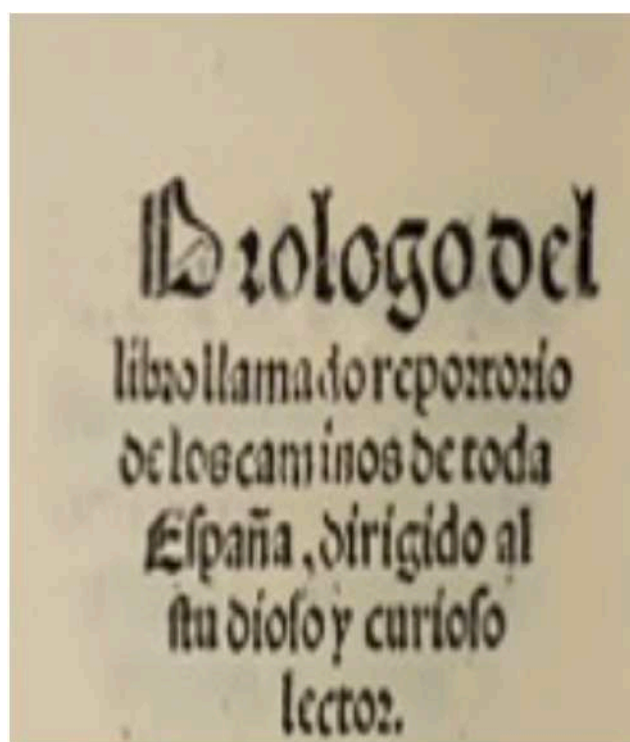 Prologo del
libro llamado reportorio
de los caminos de toda
España, dirigido al
studioso y curioso
lector.